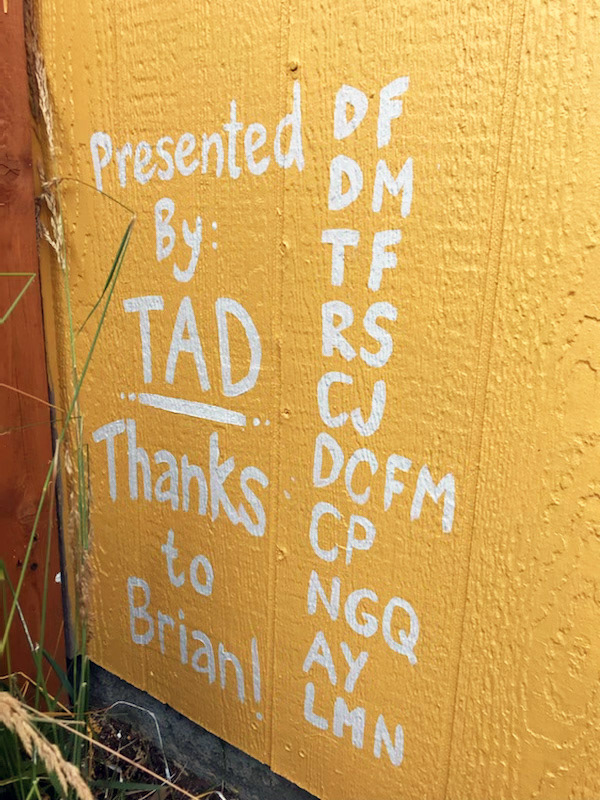 Presented
By:
TAD
Thanks
to
Brian!
DF
DM
TF
RS
CJ
DCFM
CP
NGQ
AY
LMN